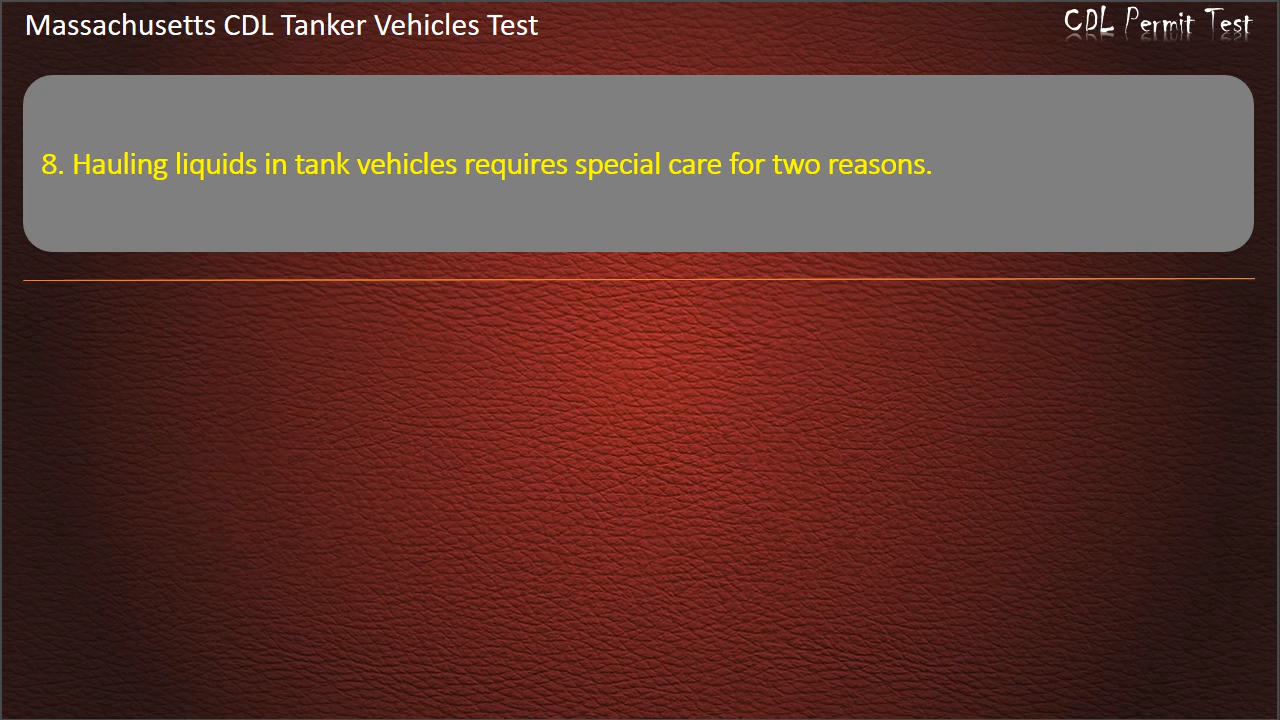 Massachusetts CDL Tanker Vehicles Test
CDL Permit Test
8. Hauling liquids in tank vehicles requires special care for two reasons.